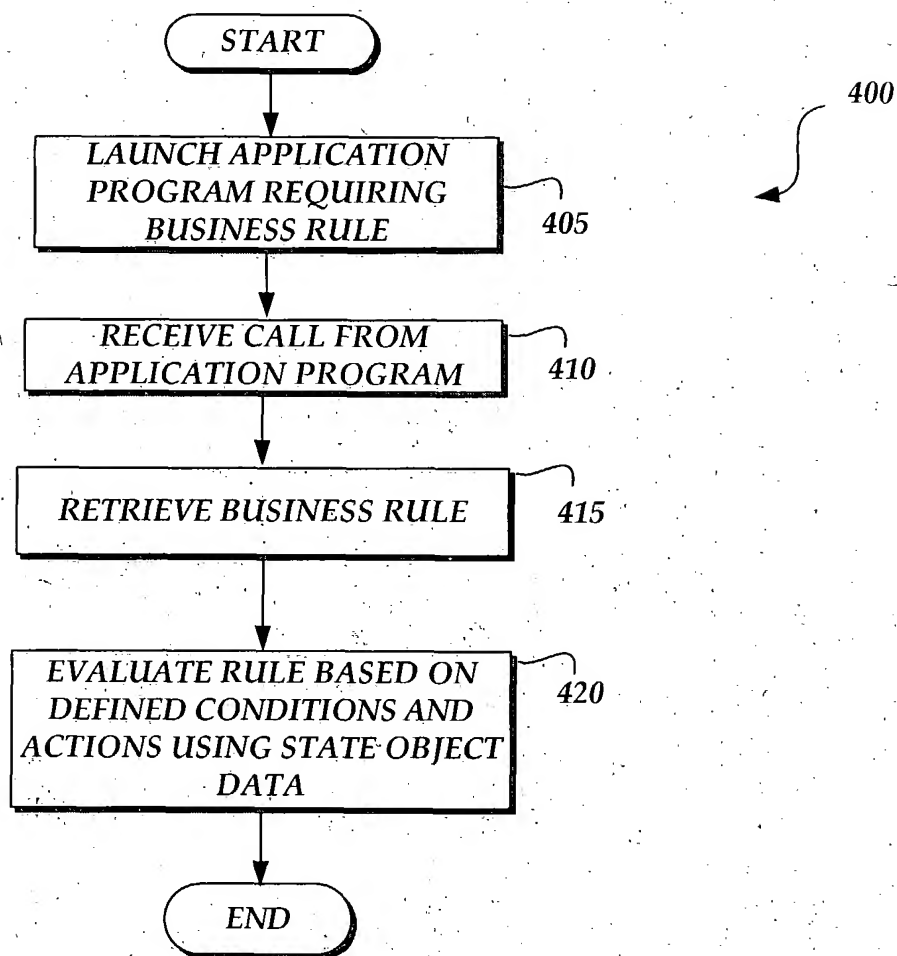 START
400
LAUNCH APPLICATION
PROGRAM REQUIRING
BUSINESS RULE
405
RECEIVE CALL FROM
APPLICATION PROGRAM
410
RETRIEVE BUSINESS RULE
415
EVALUATE RULE BASED ON
DEFINED CONDITIONS AND
ACTIONS USING STATE OBJECT
DATA
420
END